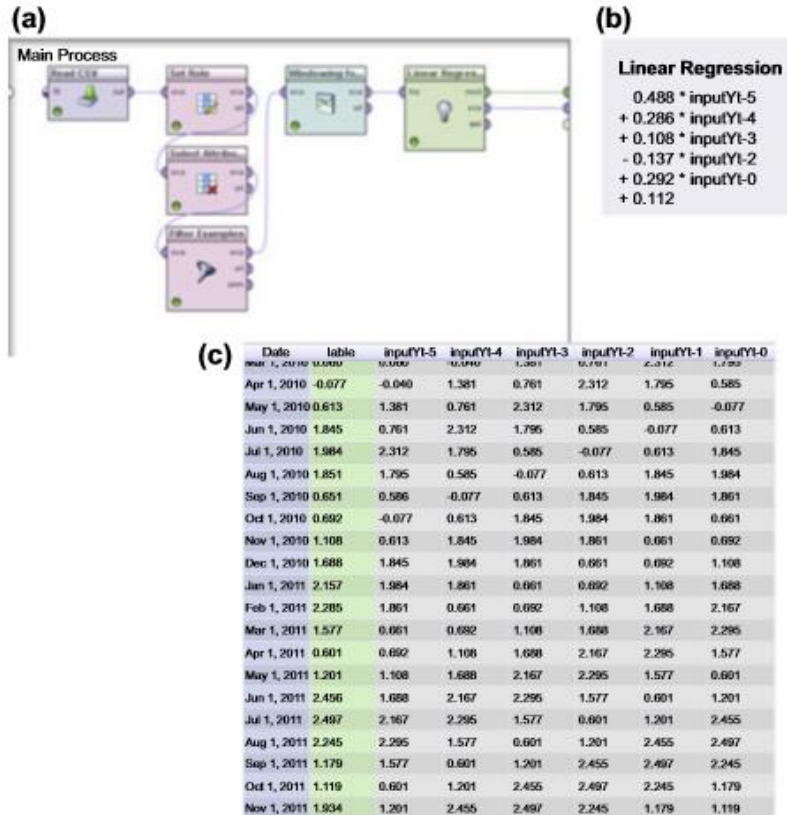 (a)
Main Process
Read CSV
Set Role
Windowing
Linear Regres...
Select Attribu...
Filter Examples
(b)
Linear Regression
0.488 * inputYt-5
+ 0.286 * inputYt-4
+ 0.108 * inputYt-3
- 0.137 * inputYt-2
+ 0.292 * inputYt-0
+ 0.112
(c)
Date lable inputYt-5 inputYt-4 inputYt-3 inputYt-2 inputYt-1 inputYt-0
Apr 1, 2010 -0.077 -0.040 1.381 0.761 2.312 1.795 0.585
May 1, 2010 0.613 1.381 0.761 2.312 1.795 0.585 -0.077
Jun 1, 2010 1.845 0.761 2.312 1.795 0.585 -0.077 0.613
Jul 1, 2010 1.984 2.312 1.795 0.585 -0.077 0.613 1.845
Aug 1, 2010 1.851 1.795 0.585 -0.077 0.613 1.845 1.984
Sep 1, 2010 0.651 0.586 -0.077 0.613 1.845 1.984 1.861
Oct 1, 2010 0.692 -0.077 0.613 1.845 1.984 1.861 0.661
Nov 1, 2010 1.108 0.613 1.845 1.984 1.861 0.661 0.692
Dec 1, 2010 1.688 1.845 1.984 1.861 0.661 0.692 1.108
Jan 1, 2011 2.157 1.984 1.861 0.661 0.692 1.108 1.688
Feb 1, 2011 2.285 1.861 0.661 0.692 1.108 1.688 2.167
Mar 1, 2011 1.577 0.661 0.692 1.108 1.688 2.167 2.295
Apr 1, 2011 0.601 0.692 1.108 1.688 2.167 2.295 1.577
May 1, 2011 1.201 1.108 1.688 2.167 2.295 1.577 0.601
Jun 1, 2011 2.456 1.688 2.167 2.295 1.577 0.601 1.201
Jul 1, 2011 2.497 2.167 2.295 1.577 0.601 1.201 2.455
Aug 1, 2011 2.245 2.295 1.577 0.601 1.201 2.455 2.497
Sep 1, 2011 1.179 1.577 0.601 1.201 2.455 2.497 2.245
Oct 1, 2011 1.119 0.601 1.201 2.455 2.497 2.245 1.179
Nov 1, 2011 1.934 1.201 2.455 2.497 2.245 1.179 1.119